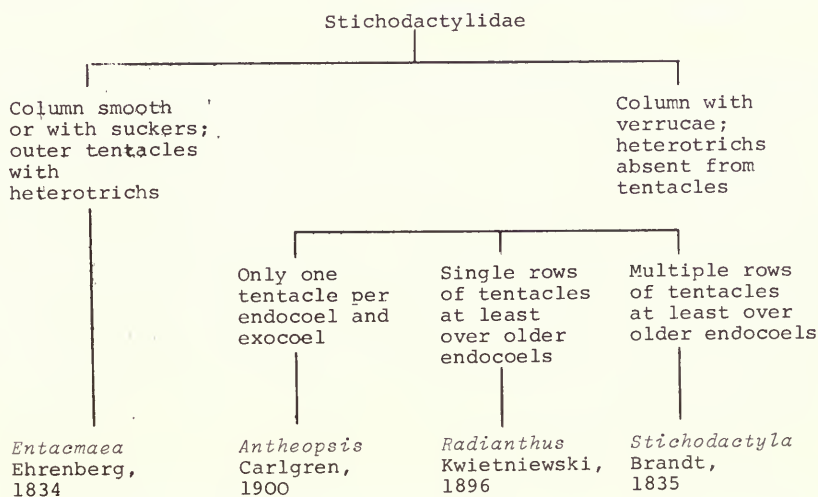 Stichodactylidae
Column smooth
or with suckers;
outer tentacles
with
heterotrichs
Column with
verrucae;
heterotrichs
absent from
tentacles
Only one
tentacle per
endocoel and
exocoel
Single rows
of tentacles
at least
over older
endocoels
Multiple rows
of tentacles
at least over
older endocoels
Entacmaea
Ehrenberg,
1834
Antheopsis
Carlgren,
1900
Radianthus
Kwietniewski,
1896
Stichodactyla
Brandt,
1835